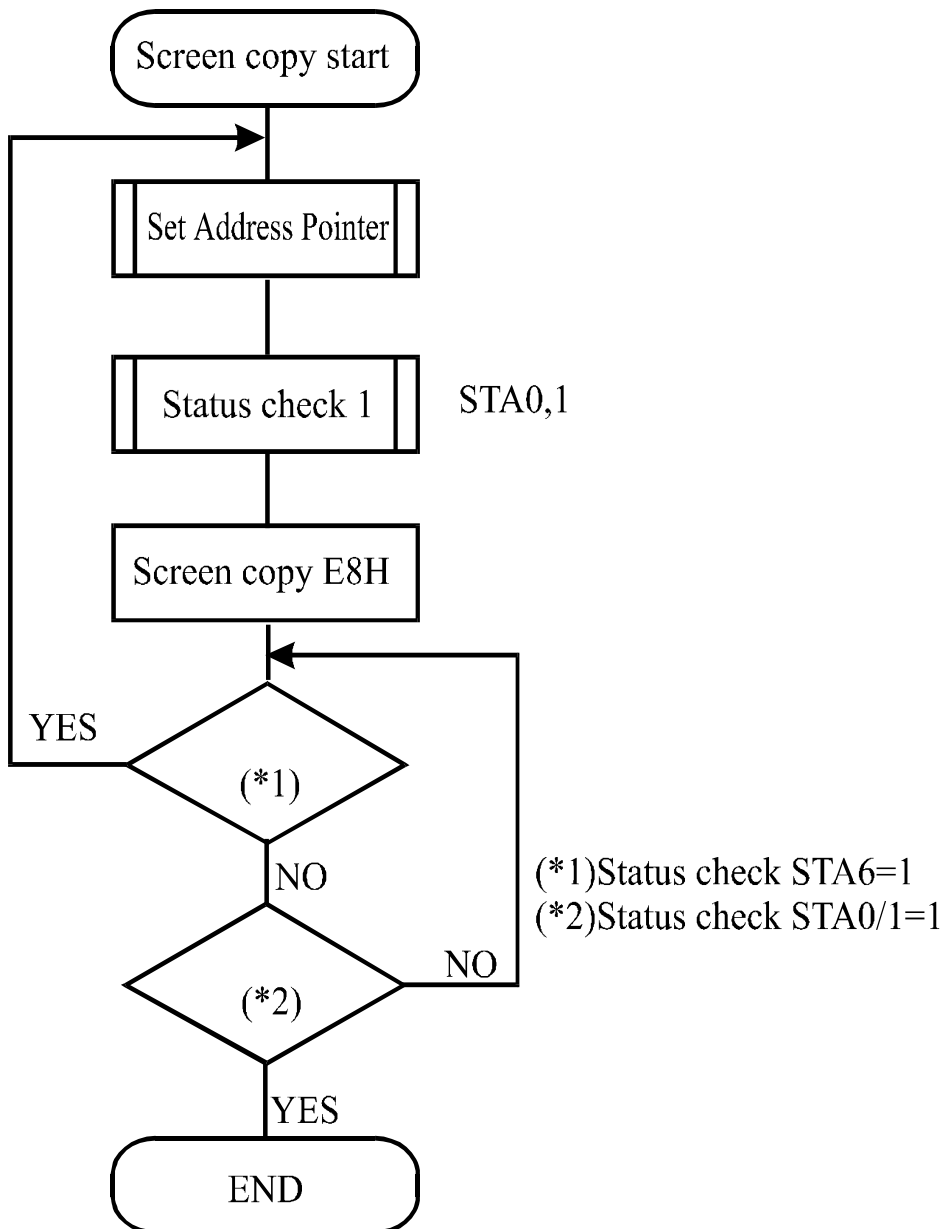 Screen copy start
Set Address Pointer
Status check 1
STA0,1
Screen copy E8H
YES
(*1)
NO
(*1)Status check STA6=1
(*2)Status check STA0/1=1
NO
(*2)
YES
END